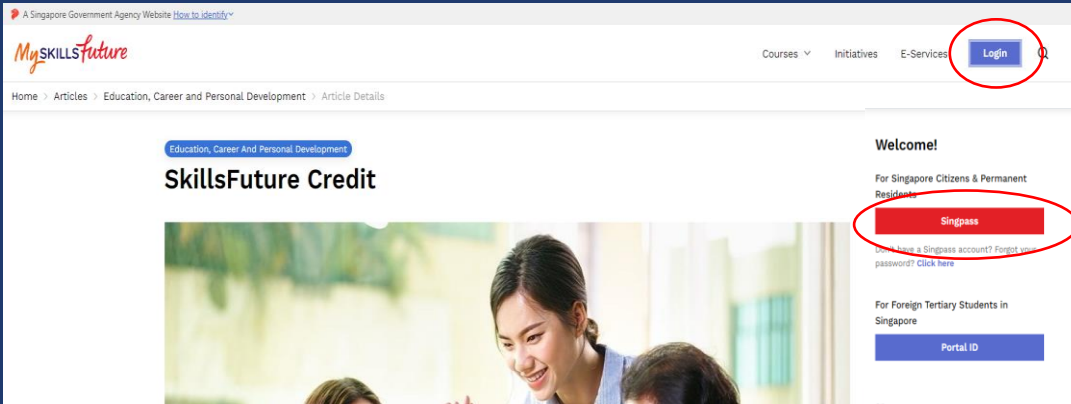 A Singapore Government Agency Website How to identify
MySKILLSfuture
Courses Initiatives E-Services Login
Home > Articles > Education, Career and Personal Development > Article Details
Education, Career And Personal Development
SkillsFuture Credit
Welcome!
For Singapore Citizens & Permanent
Residents
Singpass
Don't have a Singpass account? Forgot your
password? Click here
For Foreign Tertiary Students in
Singapore
Portal ID